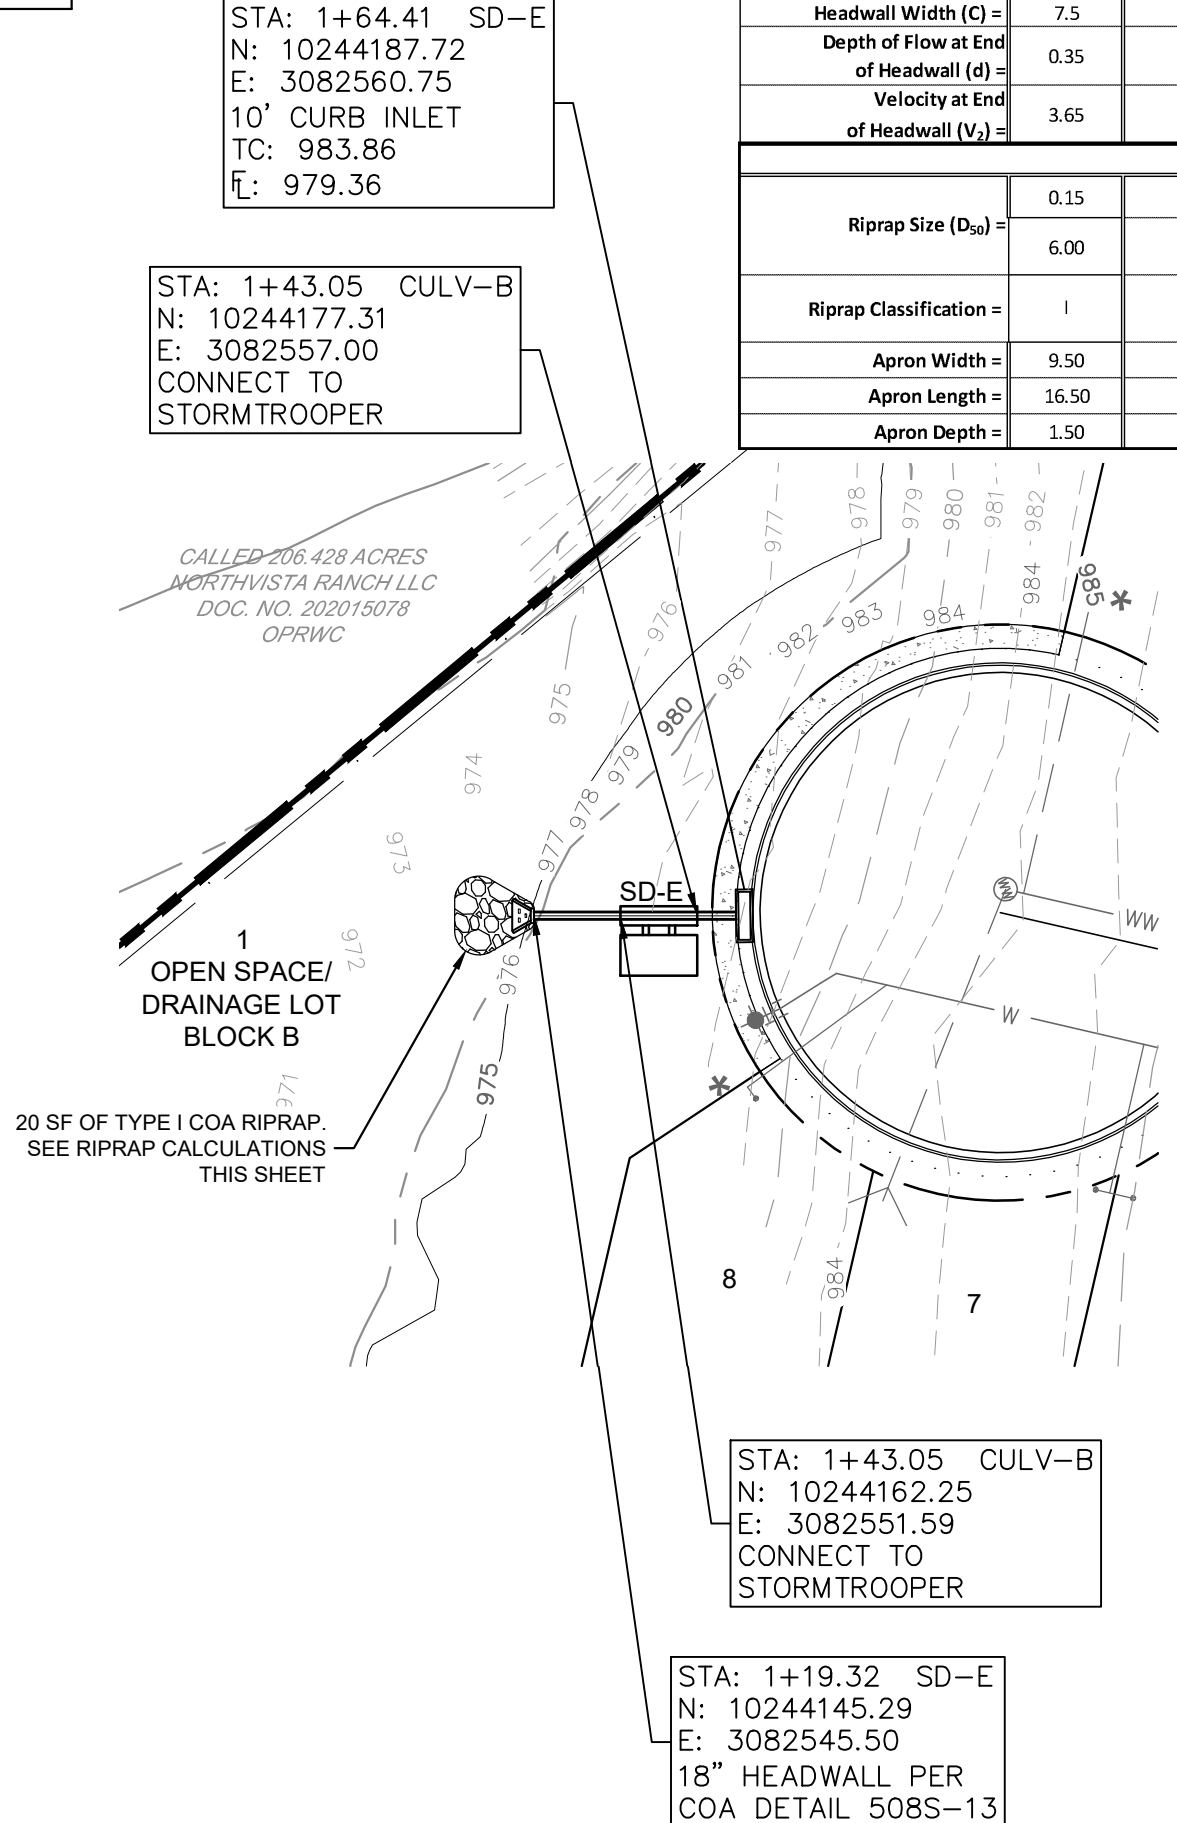 STA: 1+64.41 SD-E
N: 10244187.72
E: 3082560.75
10' CURB INLET
TC: 983.86
FL: 979.36
Headwall Width (C) = 7.5
Depth of Flow at End
of Headwall (d) = 0.35
Velocity at End
of Headwall (V₂) = 3.65
Riprap Size (D₅₀) = 0.15
6.00
Riprap Classification = I
Apron Width = 9.50
Apron Length = 16.50
Apron Depth = 1.50
STA: 1+43.05 CULV-B
N: 10244177.31
E: 3082557.00
CONNECT TO
STORMTROOPER
CALLED 206.428 ACRES
NORTHVISTA RANCH LLC
DOC. NO. 202015078
OPRWC
977
978
979
980
981
982
984
985
*
976
975
974
973
972
971
977
978
979
980
981
982
983
984
SD-E
WW
WW
W
976
975
*
1
OPEN SPACE/
DRAINAGE LOT
BLOCK B
20 SF OF TYPE I COA RIPRAP.
SEE RIPRAP CALCULATIONS
THIS SHEET
8
984
7
STA: 1+43.05 CULV-B
N: 10244162.25
E: 3082551.59
CONNECT TO
STORMTROOPER
STA: 1+19.32 SD-E
N: 10244145.29
E: 3082545.50
18" HEADWALL PER
COA DETAIL 508S-13